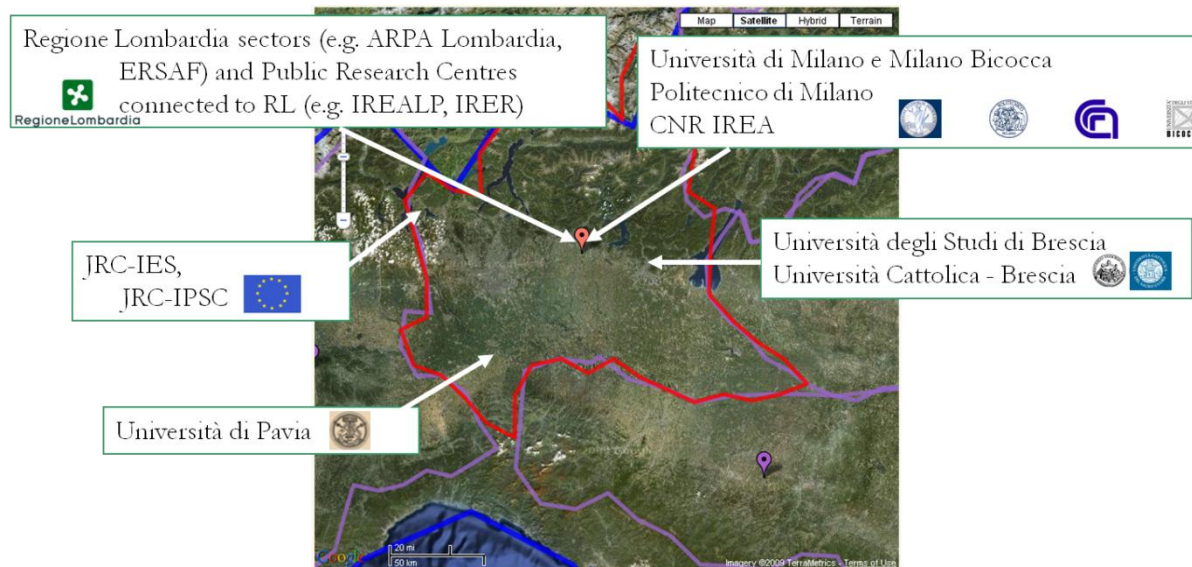 Regione Lombardia sectors (e.g. ARPA Lombardia,
ERSAF) and Public Research Centres
connected to RL (e.g. IREALP, IRER)
RegioneLombardia
Map Satellite Hybrid Terrain
Università di Milano e Milano Bicocca
Politecnico di Milano
CNR IREA
JRC-IES,
JRC-IPSC
Università degli Studi di Brescia
Università Cattolica - Brescia
Università di Pavia
Google
20 mi
50 km
Imagery ©2009 TerraMetrics - Terms of Use